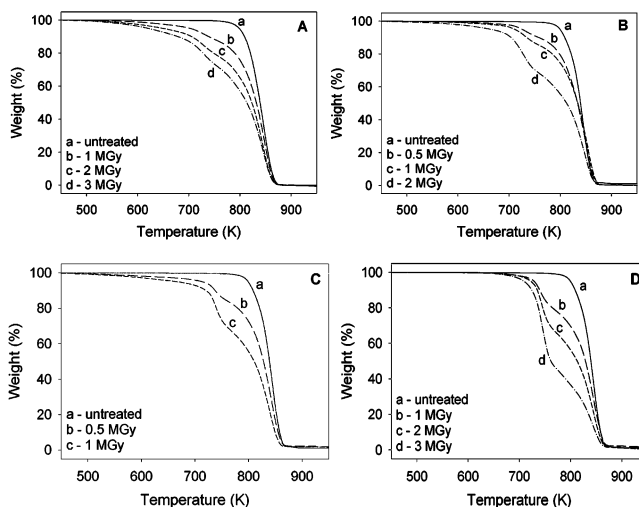 A
100
80
60
40
20
0
Weight (%)
a
b
c
d
a - untreated
b - 1 MGy
c - 2 MGy
d - 3 MGy
500 600 700 800 900
Temperature (K)
B
100
80
60
40
20
0
Weight (%)
a
b
c
d
a - untreated
b - 0.5 MGy
c - 1 MGy
d - 2 MGy
500 600 700 800 900
Temperature (K)
C
100
80
60
40
20
0
Weight (%)
a
b
c
a - untreated
b - 0.5 MGy
c - 1 MGy
500 600 700 800 900
Temperature (K)
D
100
80
60
40
20
0
Weight (%)
a
b
c
d
a - untreated
b - 1 MGy
c - 2 MGy
d - 3 MGy
500 600 700 800 900
Temperature (K)